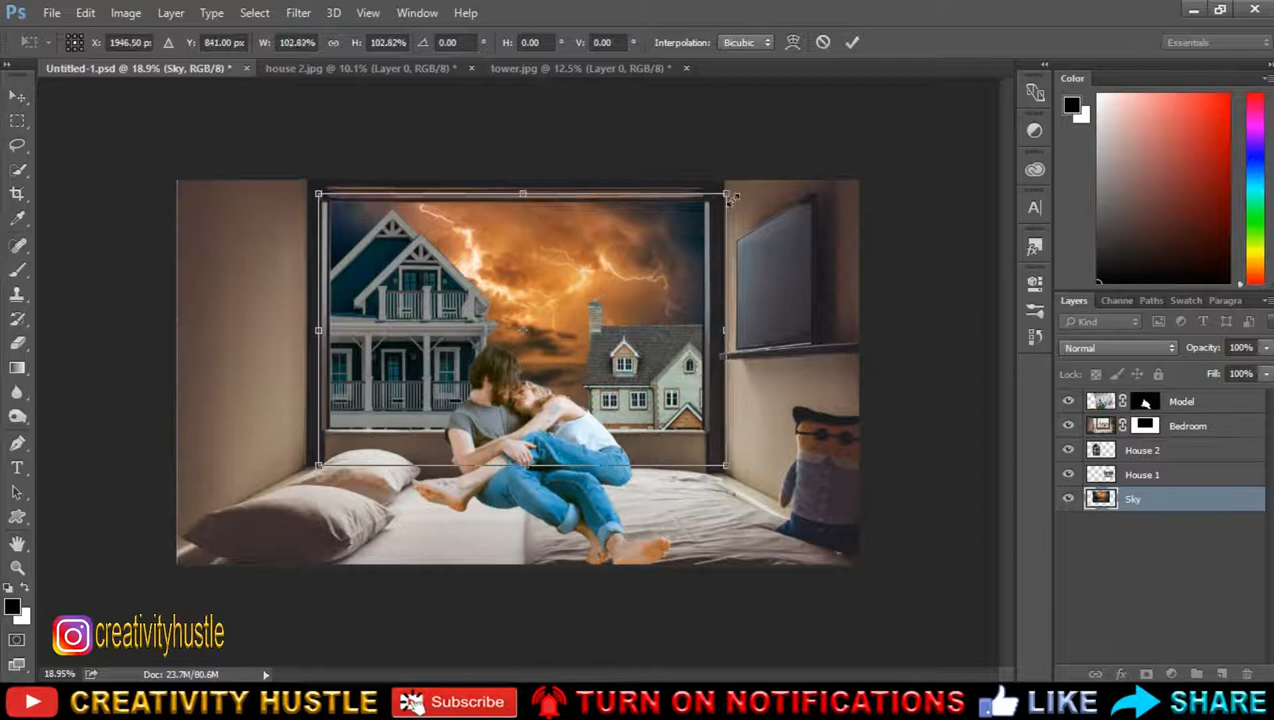 Ps File Edit Image Layer Type Select Filter 3D View Window Help
X: 1946.50 px Y: 841.00 px W: 102.83% H: 102.82% 0.00 ° H: 0.00 ° V: 0.00 ° Interpolation: Bicubic Essentials
Untitled-1.psd @ 18.9% (Sky, RGB/8) * × house 2.jpg @ 10.1% (Layer 0, RGB/8) * × tower.jpg @ 12.5% (Layer 0, RGB/8) * ×
Color
Layers Channe Paths Swatch Paragra
Kind
Normal Opacity: 100%
Lock: Fill: 100%
Model
Bedroom
House 2
House 1
Sky
creativityhustle
18.95% Doc: 23.7M/80.6M
CREATIVITY HUSTLE Subscribe TURN ON NOTIFICATIONS LIKE SHARE